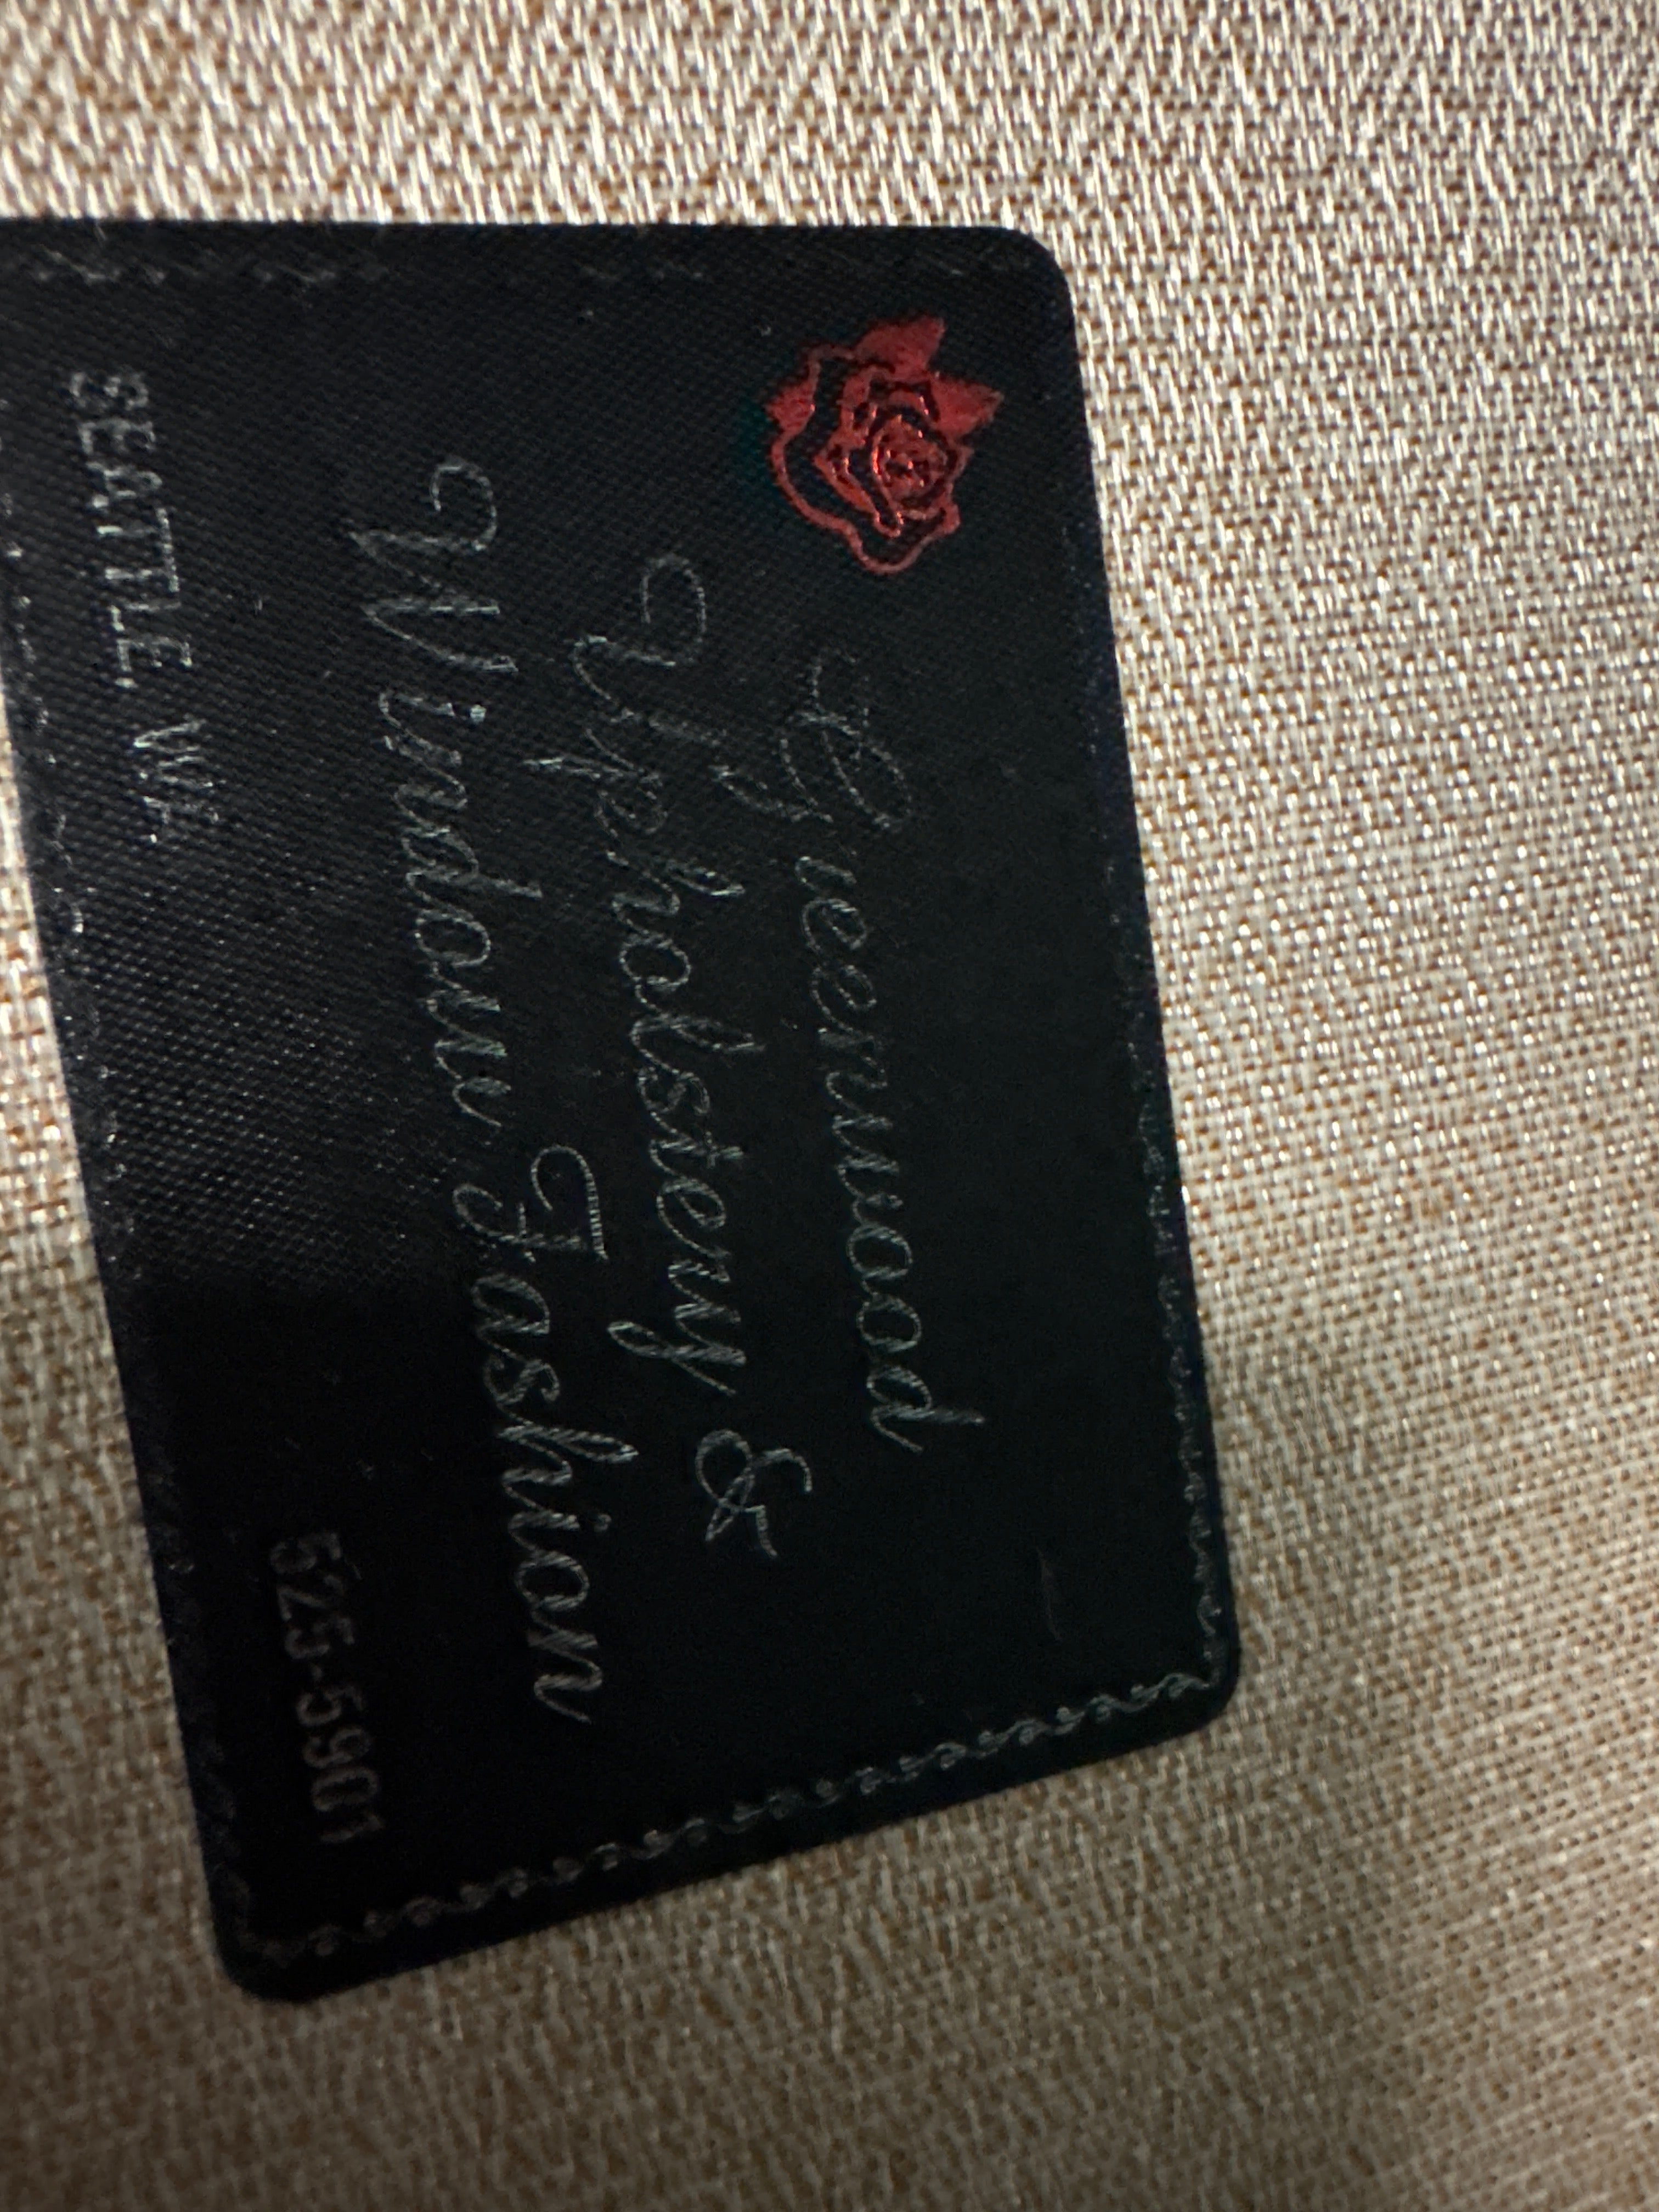 Greenwood
Upholstery &
Window Fashion
SEATTLE, WA
525-5901